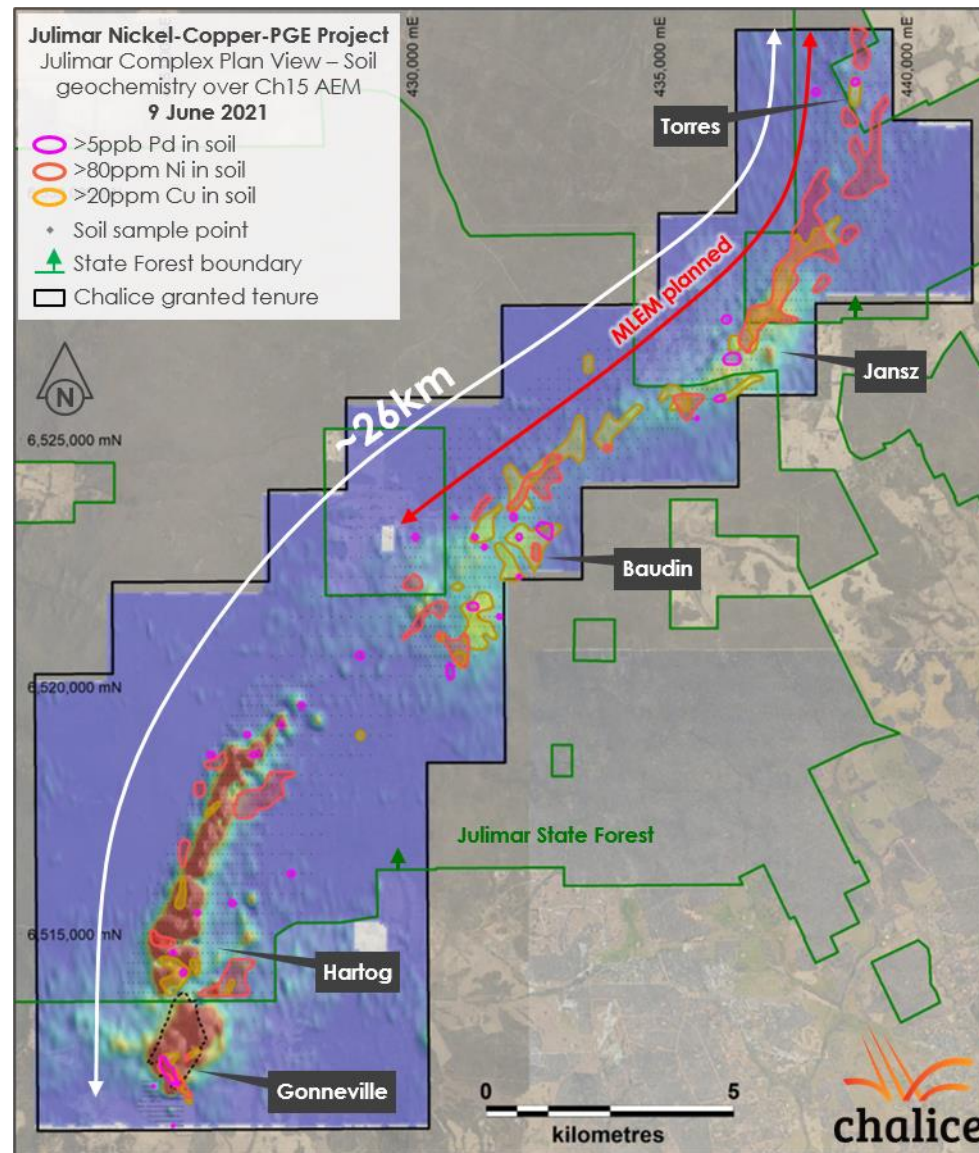 Julimar Nickel-Copper-PGE Project
Julimar Complex Plan View – Soil
geochemistry over Ch15 AEM
9 June 2021
>5ppb Pd in soil
>80ppm Ni in soil
>20ppm Cu in soil
Soil sample point
State Forest boundary
Chalice granted tenure
430,000 mE
435,000 mE
440,000 mE
Torres
MLEM planned
Jansz
N
~26km
6,525,000 mN
Baudin
6,520,000 mN
Julimar State Forest
6,515,000 mN
Hartog
Gonneville
0 5
kilometres
chalice